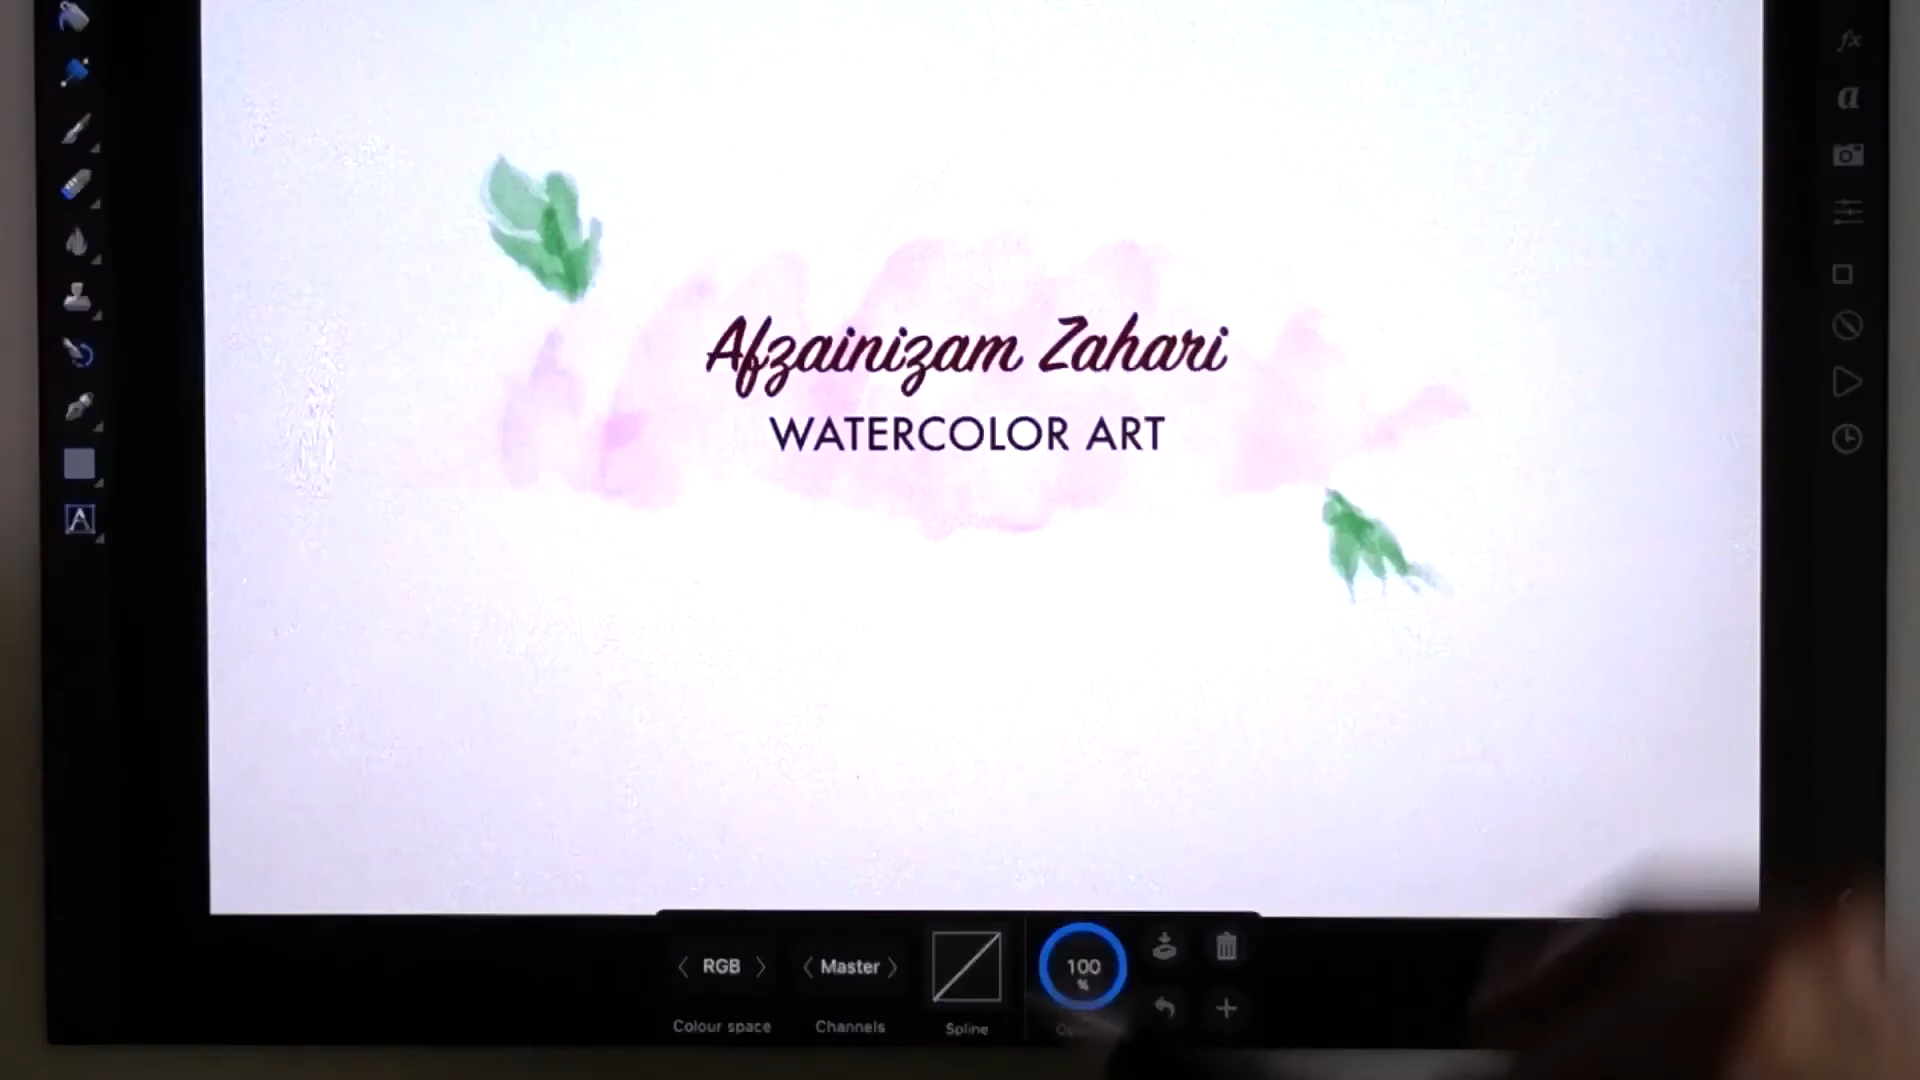 Afzainizam Zahari
WATERCOLOR ART
RGB
Master
100
%
Colour space
Channels
Spline